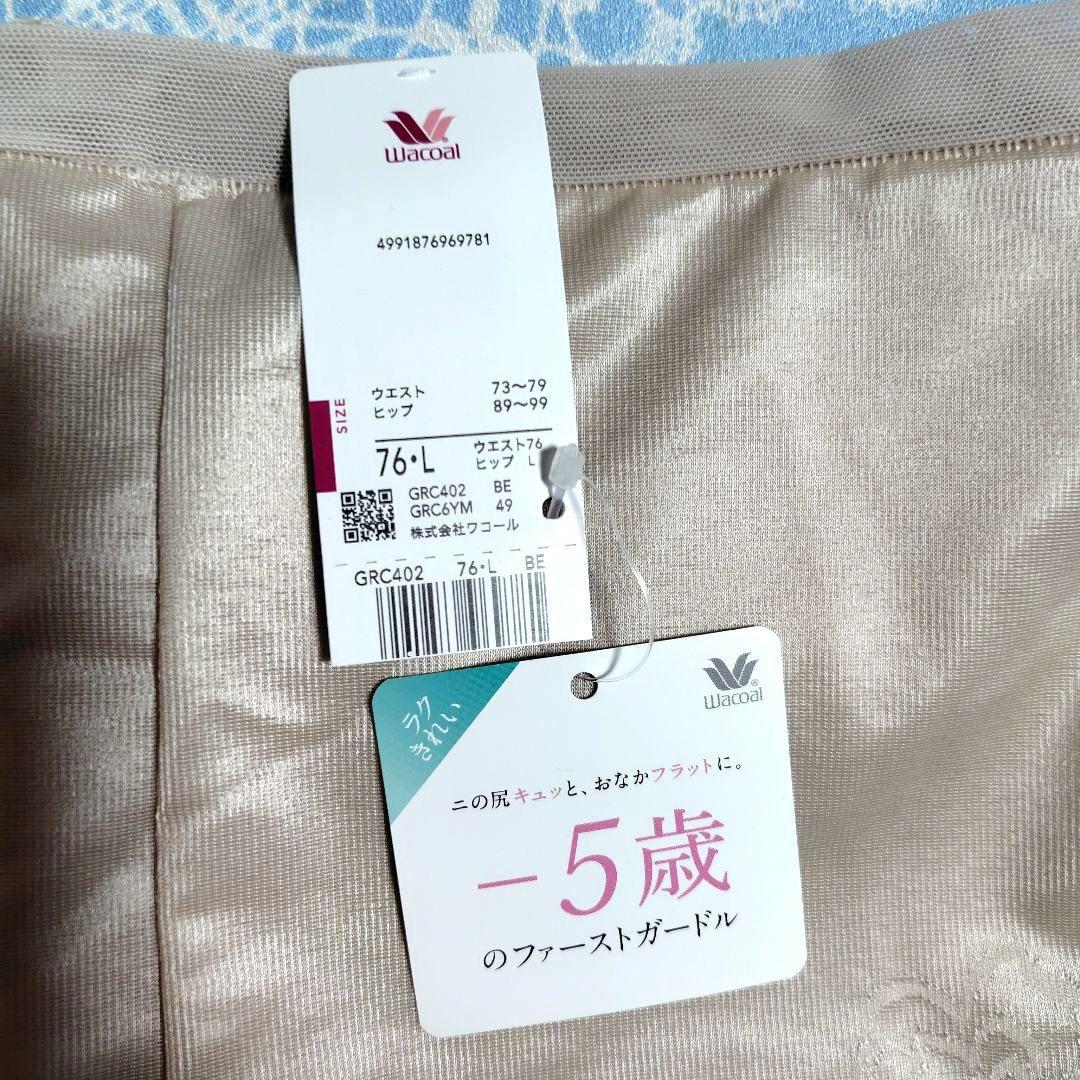 Wacoal
4991876969781
SIZE
ウエスト 73～79
ヒップ 89～99
76・L ウエスト76
ヒップ L
GRC402 BE
GRC6YM 49
株式会社ワコール
GRC402 76・L BE
Wacoal
ラク
きれい
ニの尻キュッと、おなかフラットに。
－5歳
のファーストガードル